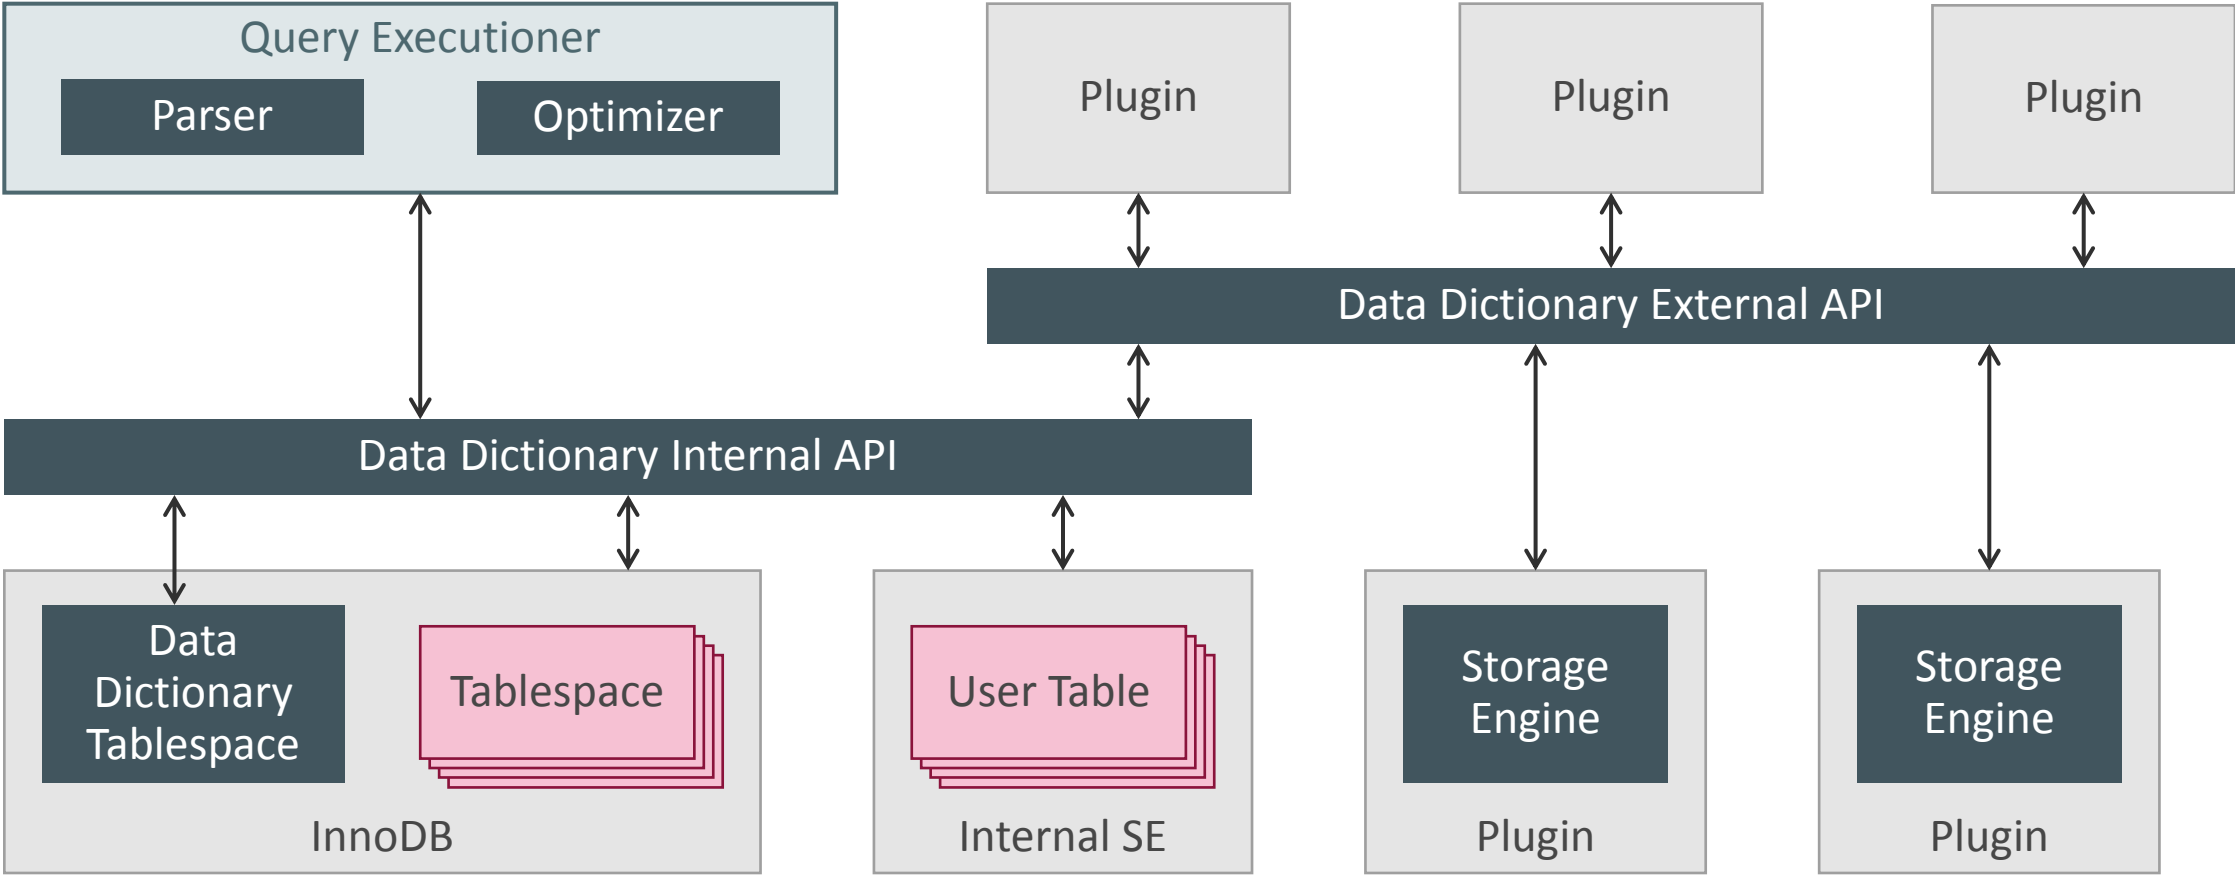 Query Executioner
Parser
Optimizer
Plugin
Plugin
Plugin
Data Dictionary External API
Data Dictionary Internal API
Data
Dictionary
Tablespace
Tablespace
InnoDB
User Table
Internal SE
Storage
Engine
Plugin
Storage
Engine
Plugin